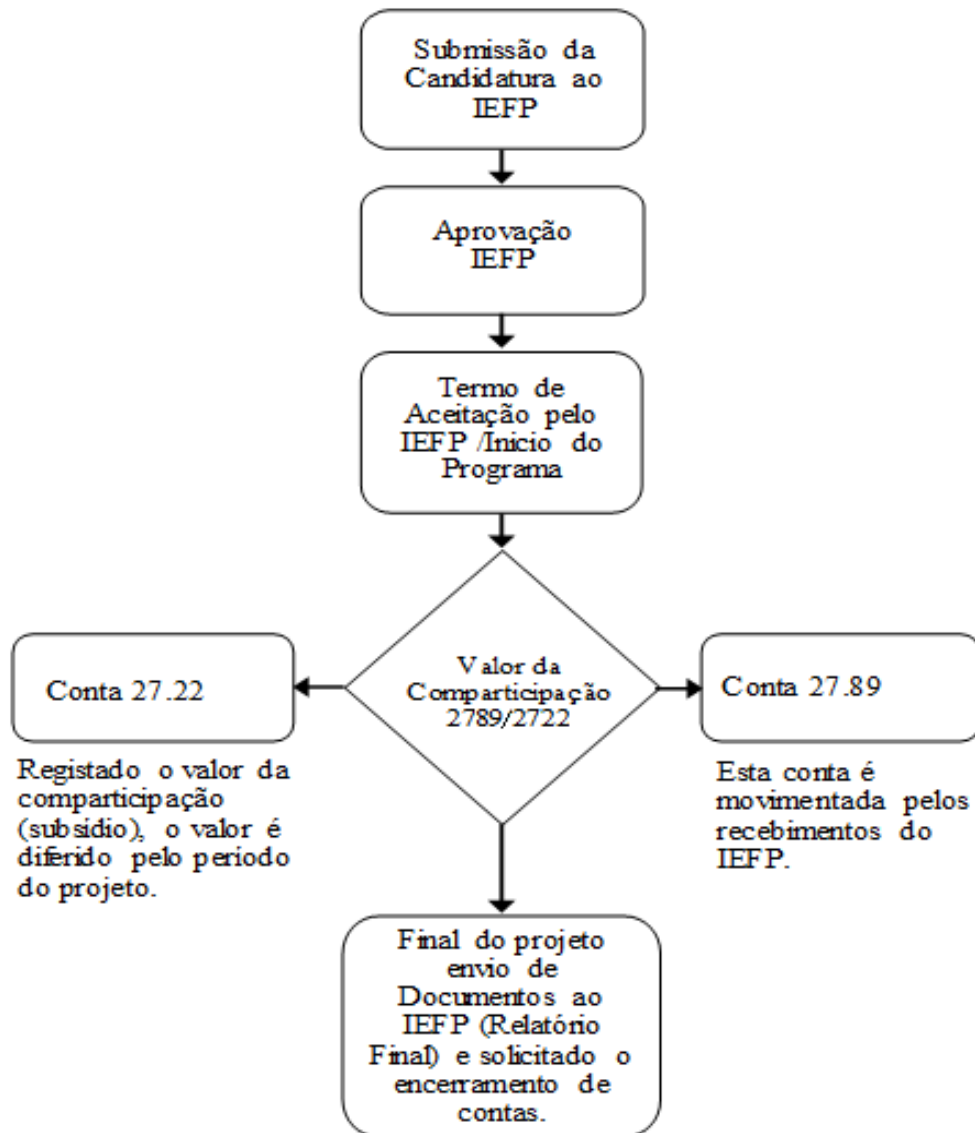 Submissão da
Candidatura ao
IEFP
Aprovação
IEFP
Termo de
Aceitação pelo
IEFP /Inicio do
Programa
Valor da
Comparticipação
2789/2722
Conta 27.22
Registado o valor da
comparticipação
(subsídio), o valor é
diferido pelo período
do projeto.
Conta 27.89
Esta conta é
movimentada pelos
recebimentos do
IEFP.
Final do projeto
envio de
Documentos ao
IEFP (Relatório
Final) e solicitado o
encerramento de
contas.